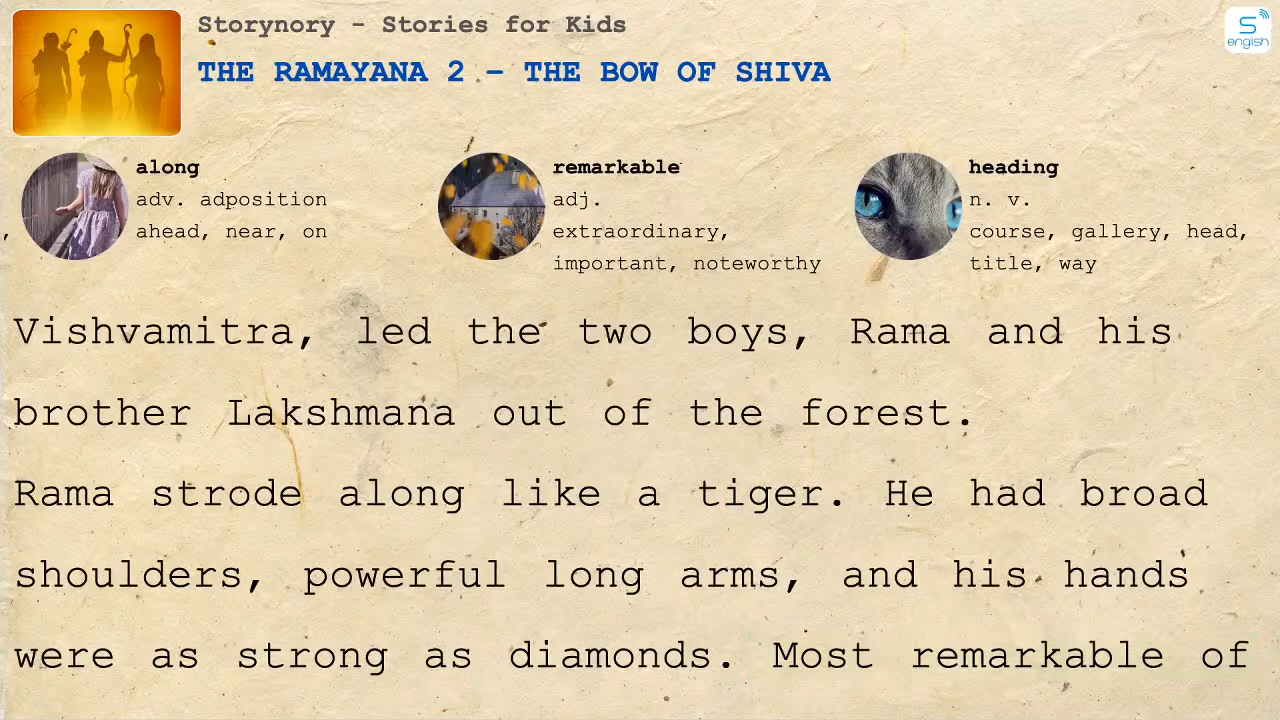 Storynory - Stories for Kids
THE RAMAYANA 2 – THE BOW OF SHIVA
S
english
along
adv. adposition
ahead, near, on
remarkable
adj.
extraordinary,
important, noteworthy
heading
n. v.
course, gallery, head,
title, way
Vishvamitra, led the two boys, Rama and his
brother Lakshmana out of the forest.
Rama strode along like a tiger. He had broad
shoulders, powerful long arms, and his hands
were as strong as diamonds. Most remarkable of